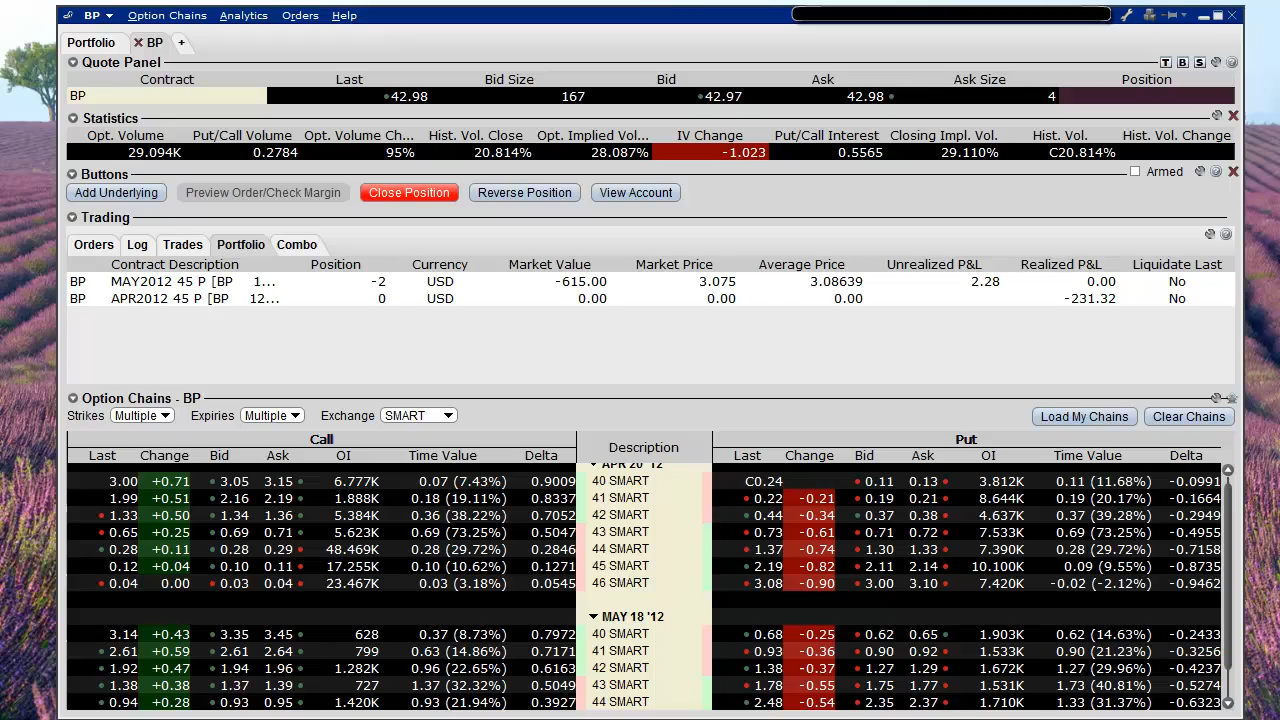 BP Option Chains Analytics Orders Help
Portfolio BP +
Quote Panel T B S
Contract Last Bid Size Bid Ask Ask Size Position
BP 42.98 167 42.97 42.98 4
Statistics
Opt. Volume Put/Call Volume Opt. Volume Ch... Hist. Vol. Close Opt. Implied Vol... IV Change Put/Call Interest Closing Impl. Vol. Hist. Vol. Hist. Vol. Change
29.094K 0.2784 95% 20.814% 28.087% -1.023 0.5565 29.110% C20.814%
Buttons Armed
Add Underlying Preview Order/Check Margin Close Position Reverse Position View Account
Trading
Orders Log Trades Portfolio Combo
Contract Description Position Currency Market Value Market Price Average Price Unrealized P&L Realized P&L Liquidate Last
BP MAY2012 45 P [BP 1... -2 USD -615.00 3.075 3.08639 2.28 0.00 No
BP APR2012 45 P [BP 12... 0 USD 0.00 0.00 0.00 -231.32 No
Option Chains - BP
Strikes Multiple Expiries Multiple Exchange SMART Load My Chains Clear Chains
Call Description Put
Last Change Bid Ask OI Time Value Delta Last Change Bid Ask OI Time Value Delta
APR 20 '12
3.00 +0.71 3.05 3.15 6.777K 0.07 (7.43%) 0.9009 40 SMART C0.24 0.11 0.13 3.812K 0.11 (11.68%) -0.0991
1.99 +0.51 2.16 2.19 1.888K 0.18 (19.11%) 0.8337 41 SMART 0.22 -0.21 0.19 0.21 8.644K 0.19 (20.17%) -0.1664
1.33 +0.50 1.34 1.36 5.384K 0.36 (38.22%) 0.7052 42 SMART 0.44 -0.34 0.37 0.38 4.637K 0.37 (39.28%) -0.2949
0.65 +0.25 0.69 0.71 5.623K 0.69 (73.25%) 0.5047 43 SMART 0.73 -0.61 0.71 0.72 7.530K 0.69 (73.25%) -0.4955
0.28 +0.11 0.28 0.29 48.469K 0.28 (29.72%) 0.2846 44 SMART 1.37 -0.74 1.30 1.33 7.390K 0.28 (29.72%) -0.7158
0.12 +0.04 0.10 0.11 17.255K 0.10 (10.62%) 0.1271 45 SMART 2.19 -0.82 2.11 2.14 10.100K 0.09 (9.55%) -0.8735
0.04 0.00 0.03 0.04 23.467K 0.03 (3.18%) 0.0545 46 SMART 3.08 -0.90 3.00 3.10 7.420K -0.02 (-2.12%) -0.9462
MAY 18 '12
3.14 +0.43 3.35 3.45 628 0.37 (8.73%) 0.7972 40 SMART 0.68 -0.25 0.62 0.65 1.903K 0.62 (14.63%) -0.2433
2.61 +0.59 2.61 2.64 799 0.63 (14.86%) 0.7171 41 SMART 0.93 -0.36 0.90 0.92 1.533K 0.90 (21.23%) -0.3256
1.92 +0.47 1.94 1.96 1.282K 0.96 (22.65%) 0.6163 42 SMART 1.38 -0.37 1.27 1.29 1.672K 1.27 (29.96%) -0.4237
1.38 +0.38 1.37 1.39 727 1.37 (32.32%) 0.5049 43 SMART 1.78 -0.55 1.75 1.77 1.531K 1.73 (40.81%) -0.5274
0.94 +0.28 0.93 0.95 1.420K 0.93 (21.94%) 0.3927 44 SMART 2.48 -0.54 2.35 2.37 1.710K 1.33 (31.37%) -0.6323